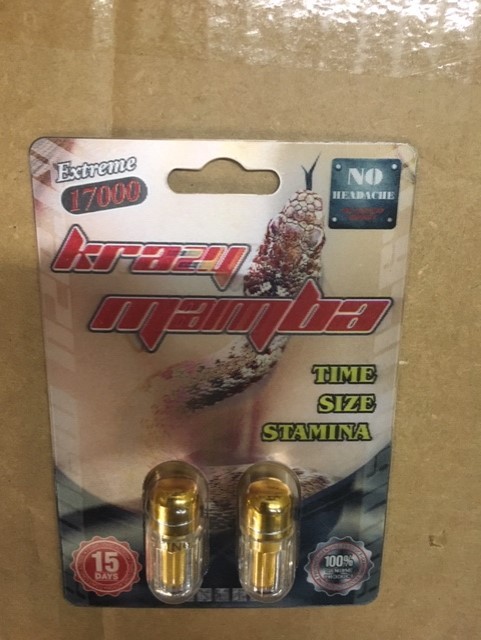 Extreme
17000
NO
HEADACHE
krazy
mamba
TIME
SIZE
STAMINA
15
DAYS
100%